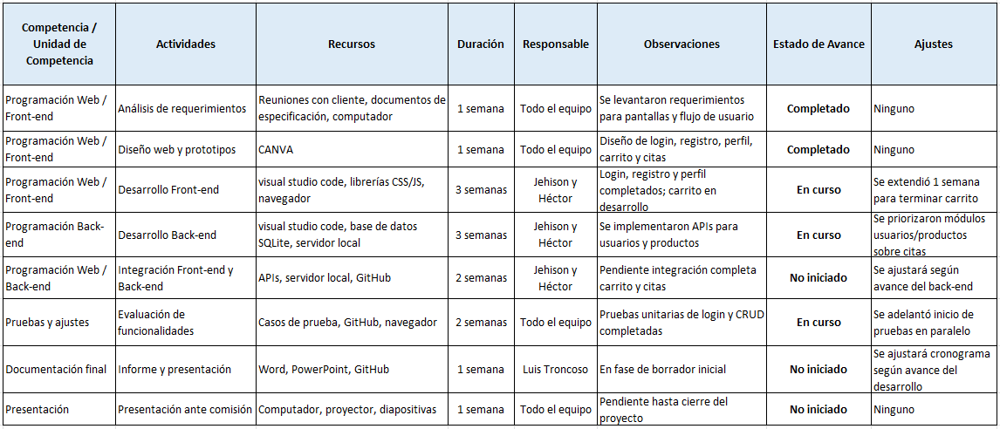 Competencia / Unidad de Competencia
Actividades
Recursos
Duración
Responsable
Observaciones
Estado de Avance
Ajustes
Programación Web /
Front-end
Análisis de requerimientos
Reuniones con cliente, documentos de
especificación, computador
1 semana
Todo el equipo
Se levantaron requerimientos
para pantallas y flujo de usuario
Completado
Ninguno
Programación Web /
Front-end
Diseño web y prototipos
CANVA
1 semana
Todo el equipo
Diseño de login, registro, perfil,
carrito y citas
Completado
Ninguno
Programación Web /
Front-end
Desarrollo Front-end
visual studio code, librerías CSS/JS,
navegador
3 semanas
Jehison y
Héctor
Login, registro y perfil
completados; carrito en
desarrollo
En curso
Se extendió 1 semana
para terminar carrito
Programación Back-
end
Desarrollo Back-end
visual studio code, base de datos
SQLite, servidor local
3 semanas
Jehison y
Héctor
Se implementaron APIs para
usuarios y productos
En curso
Se priorizaron módulos
usuarios/productos
sobre citas
Programación Web /
Back-end
Integración Front-end y
Back-end
APIs, servidor local, GitHub
2 semanas
Jehison y
Héctor
Pendiente integración completa
carrito y citas
No iniciado
Se ajustará según
avance del back-end
Pruebas y ajustes
Evaluación de
funcionalidades
Casos de prueba, GitHub, navegador
2 semanas
Todo el equipo
Pruebas unitarias de login y CRUD
completadas
En curso
Se adelantó inicio de
pruebas en paralelo
Documentación final
Informe y presentación
Word, PowerPoint, GitHub
1 semana
Luis Troncoso
En fase de borrador inicial
No iniciado
Se ajustará cronograma
según avance del
desarrollo
Presentación
Presentación ante comisión
Computador, proyector, diapositivas
1 semana
Todo el equipo
Pendiente hasta cierre del
proyecto
No iniciado
Ninguno